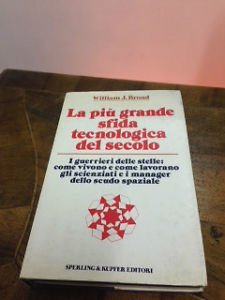 William J. Broad
La più grande
sfida
tecnologica
del secolo
I guerrieri delle stelle:
come vivono e come lavorano
gli scienziati e i manager
dello scudo spaziale
SPERLING & KUPFER EDITORI